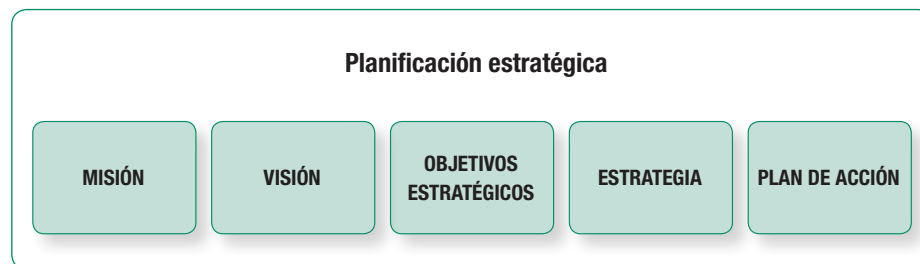 Planificación estratégica
MISIÓN
VISIÓN
OBJETIVOS
ESTRATÉGICOS
ESTRATEGIA
PLAN DE ACCIÓN